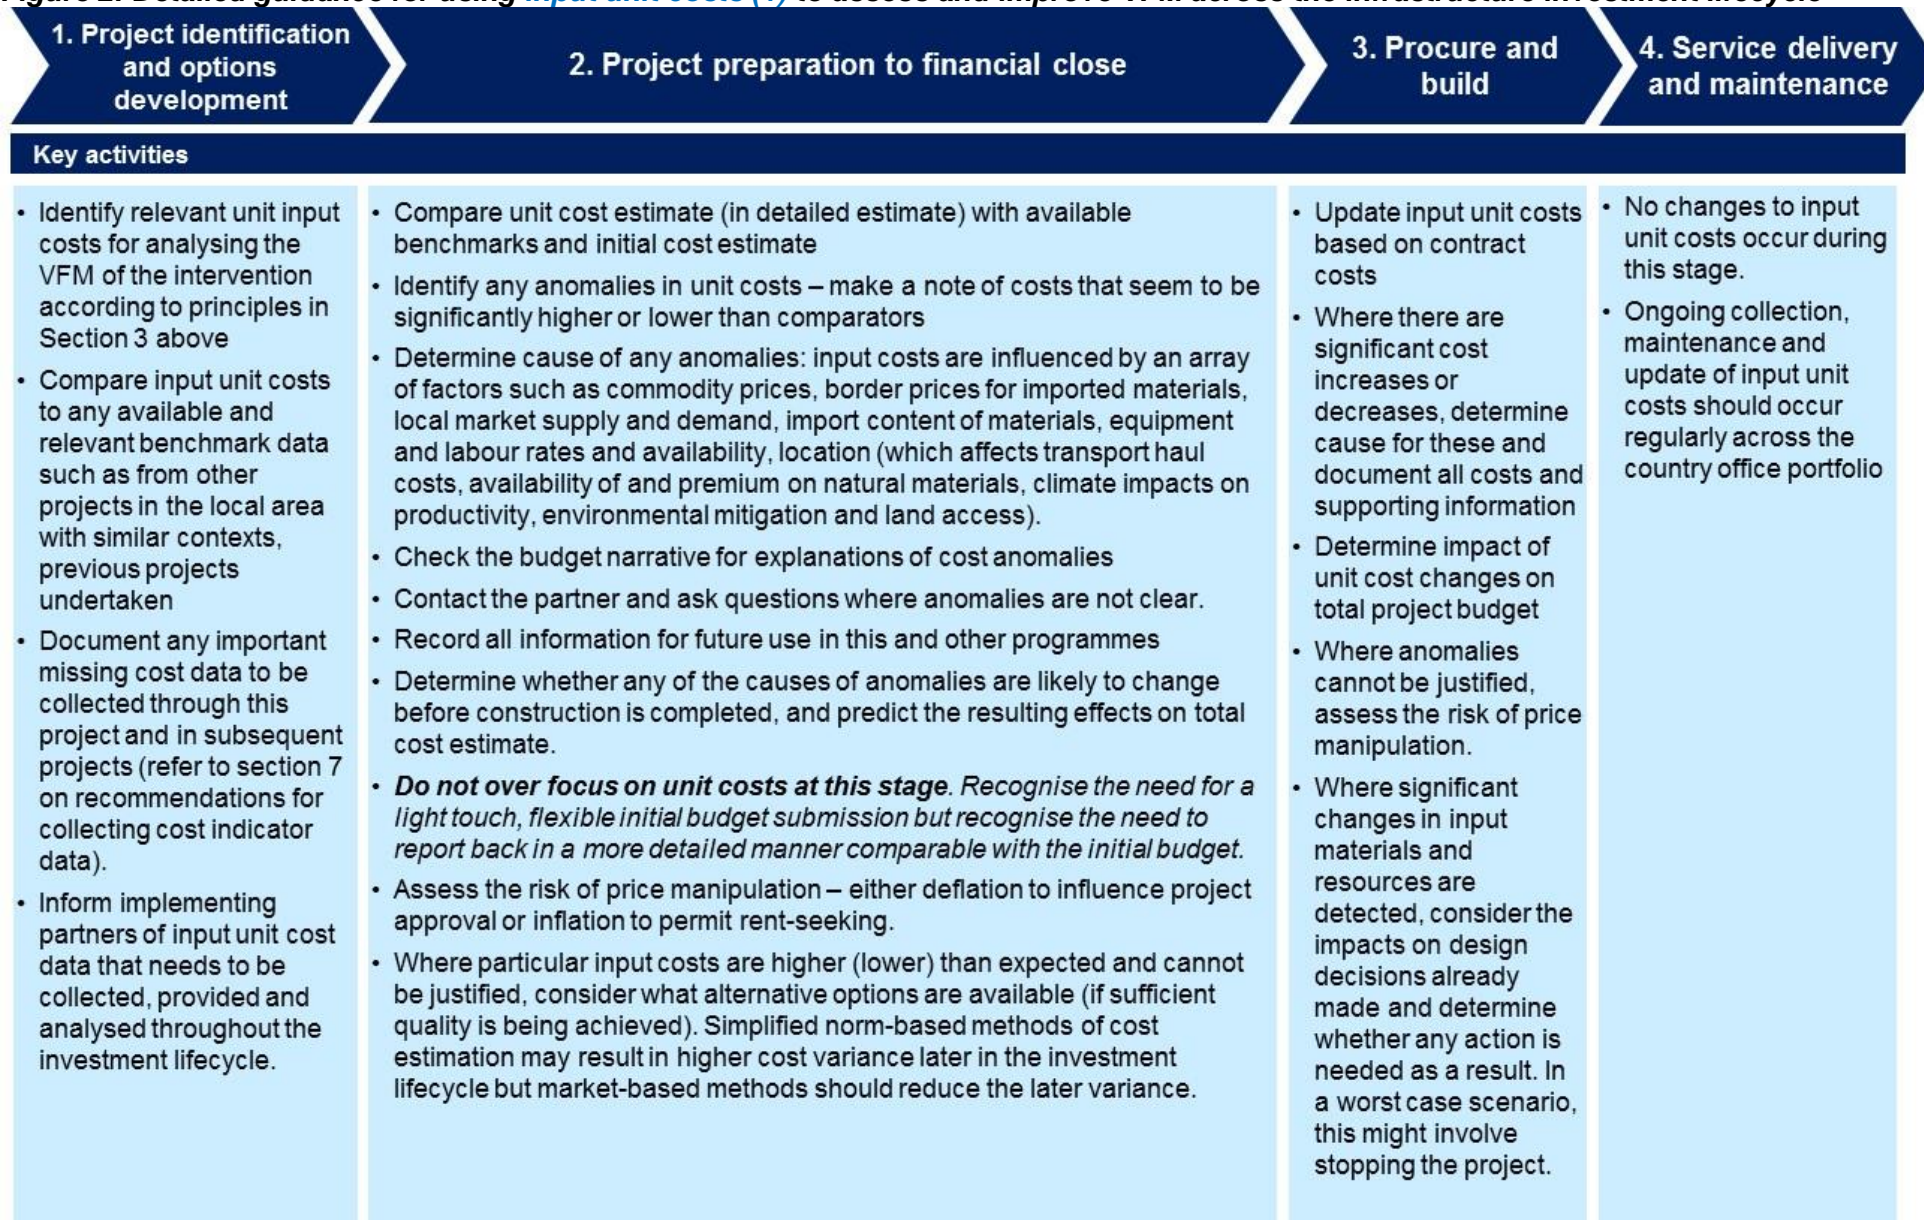 1. Project identification
and options
development
2. Project preparation to financial close
3. Procure and
build
4. Service delivery
and maintenance
Key activities
• Identify relevant unit input
costs for analysing the
VFM of the intervention
according to principles in
Section 3 above
• Compare input unit costs
to any available and
relevant benchmark data
such as from other
projects in the local area
with similar contexts,
previous projects
undertaken
• Document any important
missing cost data to be
collected through this
project and in subsequent
projects (refer to section 7
on recommendations for
collecting cost indicator
data).
• Inform implementing
partners of input unit cost
data that needs to be
collected, provided and
analysed throughout the
investment lifecycle.
• Compare unit cost estimate (in detailed estimate) with available
benchmarks and initial cost estimate
• Identify any anomalies in unit costs – make a note of costs that seem to be
significantly higher or lower than comparators
• Determine cause of any anomalies: input costs are influenced by an array
of factors such as commodity prices, border prices for imported materials,
local market supply and demand, import content of materials, equipment
and labour rates and availability, location (which affects transport haul
costs, availability of and premium on natural materials, climate impacts on
productivity, environmental mitigation and land access).
• Check the budget narrative for explanations of cost anomalies
• Contact the partner and ask questions where anomalies are not clear.
• Record all information for future use in this and other programmes
• Determine whether any of the causes of anomalies are likely to change
before construction is completed, and predict the resulting effects on total
cost estimate.
• Do not over focus on unit costs at this stage. Recognise the need for a
light touch, flexible initial budget submission but recognise the need to
report back in a more detailed manner comparable with the initial budget.
• Assess the risk of price manipulation – either deflation to influence project
approval or inflation to permit rent-seeking.
• Where particular input costs are higher (lower) than expected and cannot
be justified, consider what alternative options are available (if sufficient
quality is being achieved). Simplified norm-based methods of cost
estimation may result in higher cost variance later in the investment
lifecycle but market-based methods should reduce the later variance.
• Update input unit costs
based on contract
costs
• Where there are
significant cost
increases or
decreases, determine
cause for these and
document all costs and
supporting information
• Determine impact of
unit cost changes on
total project budget
• Where anomalies
cannot be justified,
assess the risk of price
manipulation.
• Where significant
changes in input
materials and
resources are
detected, consider the
impacts on design
decisions already
made and determine
whether any action is
needed as a result. In
a worst case scenario,
this might involve
stopping the project.
• No changes to input
unit costs occur during
this stage.
• Ongoing collection,
maintenance and
update of input unit
costs should occur
regularly across the
country office portfolio